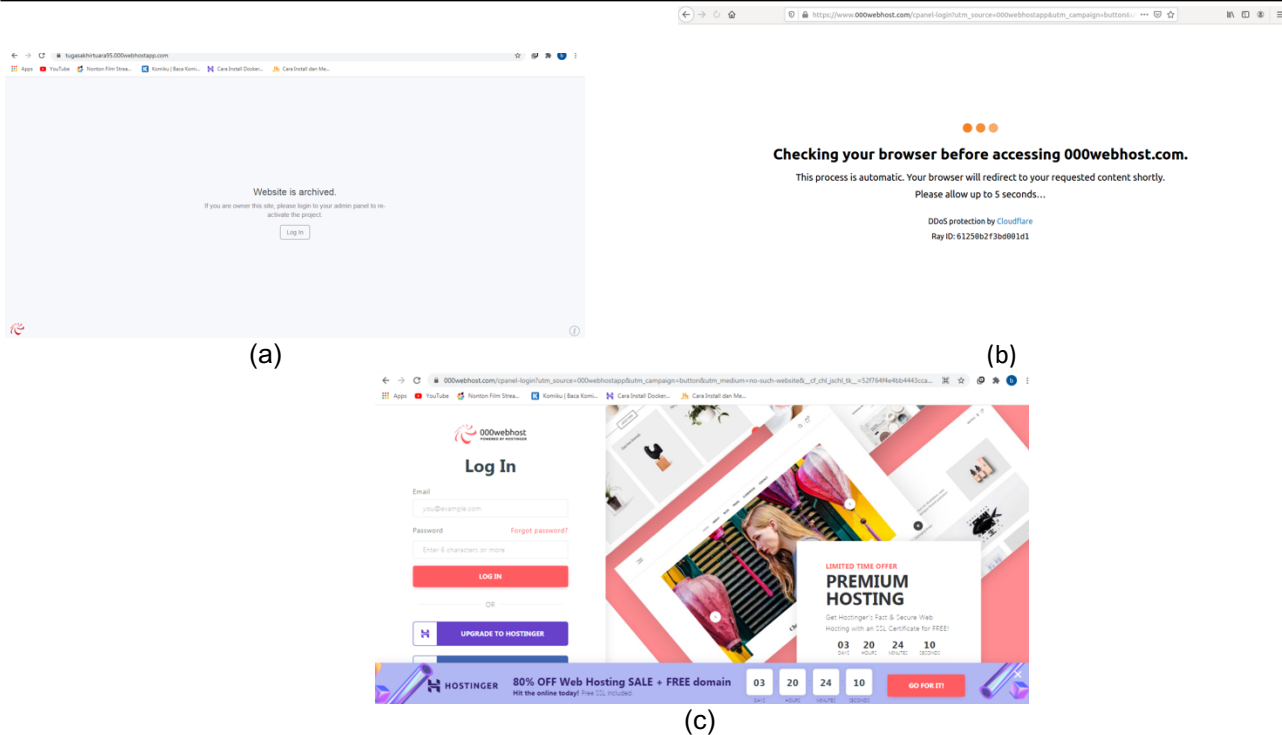 tugasakhirtuara95.000webhostapp.com
Apps YouTube Nonton Film Strea... Komiku | Baca Komi... Cara Install Docker... Cara Install dan Me...
Website is archived.
If you are owner this site, please login to your admin panel to re-
activate the project.
Log In
(a)
https://www.000webhost.com/cpanel-login?utm_source=000webhostapp&utm_campaign=button&
Checking your browser before accessing 000webhost.com.
This process is automatic. Your browser will redirect to your requested content shortly.
Please allow up to 5 seconds...
DDoS protection by Cloudflare
Ray ID: 61250b2f3bd001d1
(b)
000webhost.com/cpanel-login?utm_source=000webhostapp&utm_campaign=button&utm_medium=no-such-website&__cf_chl_jschl_tk__=52f764f4e4bb4443cca...
Apps YouTube Nonton Film Strea... Komiku | Baca Komi... Cara Install Docker... Cara Install dan Me...
000webhost
POWERED BY HOSTINGER
Log In
Email
you@example.com
Password Forgot password?
Enter 6 characters or more
LOG IN
OR
UPGRADE TO HOSTINGER
LIMITED TIME OFFER
PREMIUM
HOSTING
Get Hostinger's Fast & Secure Web
Hosting with an SSL Certificate for FREE!
03 20 24 10
DAYS HOURS MINUTES SECONDS
HOSTINGER
80% OFF Web Hosting SALE + FREE domain
Hit the online today! Free SSL included.
03 20 24 10
DAYS HOURS MINUTES SECONDS
GO FOR IT!
(c)